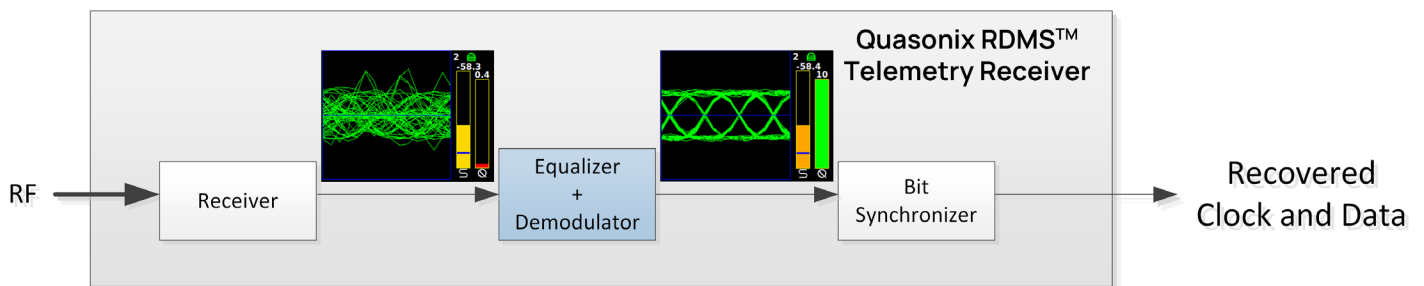 Quasonix RDMS™
Telemetry Receiver
2
-58.3
0.4
S
Ø
2
-58.4
10
S
Ø
RF
Receiver
Equalizer
+
Demodulator
Bit
Synchronizer
Recovered
Clock and Data